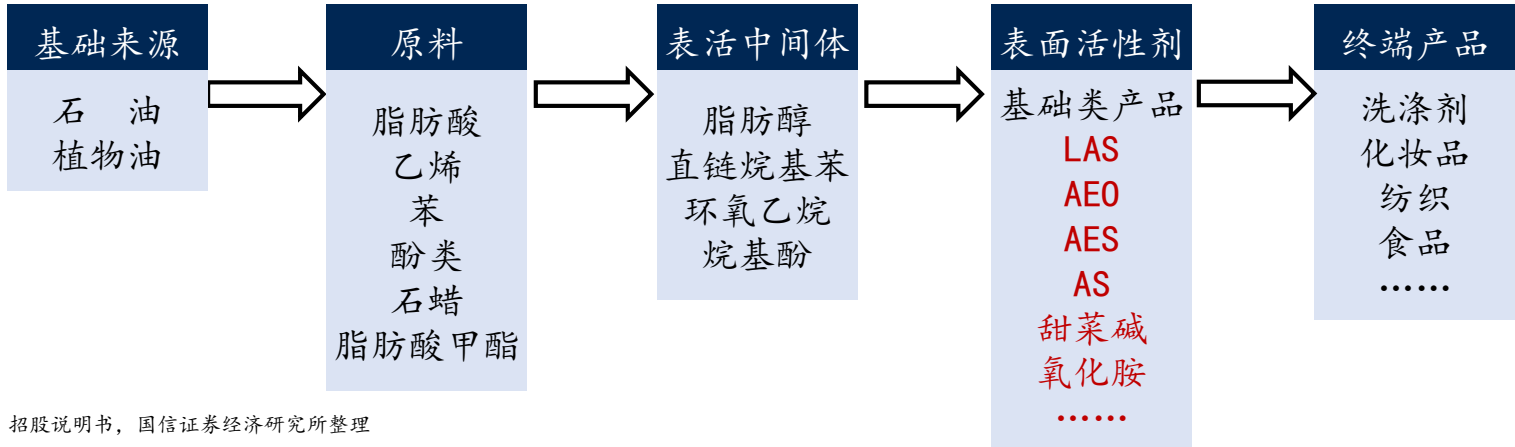 基础来源
石 油
植物油
原料
脂肪酸
乙烯
苯
酚类
石蜡
脂肪酸甲酯
表活中间体
脂肪醇
直链烷基苯
环氧乙烷
烷基酚
表面活性剂
基础类产品
LAS
AEO
AES
AS
甜菜碱
氧化胺
……
终端产品
洗涤剂
化妆品
纺织
食品
……
招股说明书，国信证券经济研究所整理